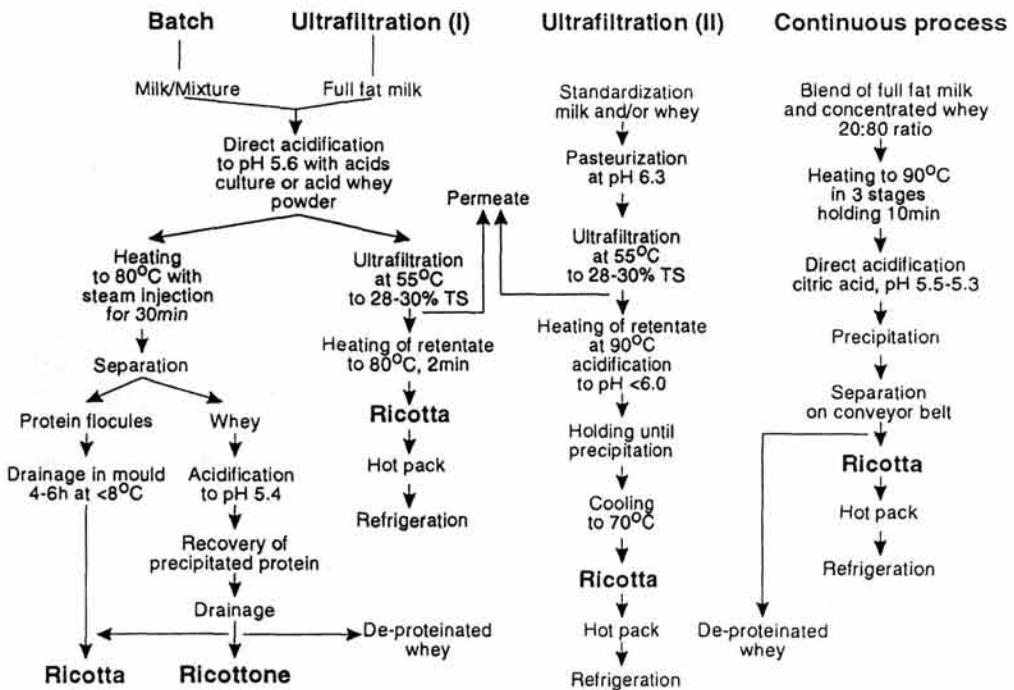 Batch
Milk/Mixture
Ultrafiltration (I)
Full fat milk
Direct acidification
to pH 5.6 with acids
culture or acid whey
powder
Heating
to 80°C with
steam injection
for 30min
Separation
Protein flocules
Drainage in mould
4-6h at <8°C
Ricotta
Whey
Acidification
to pH 5.4
Recovery of
precipitated protein
Drainage
Ricottone
De-proteinated
whey
Ultrafiltration
at 55°C
to 28-30% TS
Heating of retentate
to 80°C, 2min
Ricotta
Hot pack
Refrigeration
Permeate
Ultrafiltration (II)
Standardization
milk and/or whey
Pasteurization
at pH 6.3
Ultrafiltration
at 55°C
to 28-30% TS
Heating of retentate
at 90°C
acidification
to pH <6.0
Holding until
precipitation
Cooling
to 70°C
Ricotta
Hot pack
Refrigeration
Continuous process
Blend of full fat milk
and concentrated whey
20:80 ratio
Heating to 90°C
in 3 stages
holding 10min
Direct acidification
citric acid, pH 5.5-5.3
Precipitation
Separation
on conveyor belt
Ricotta
Hot pack
Refrigeration
De-proteinated
whey